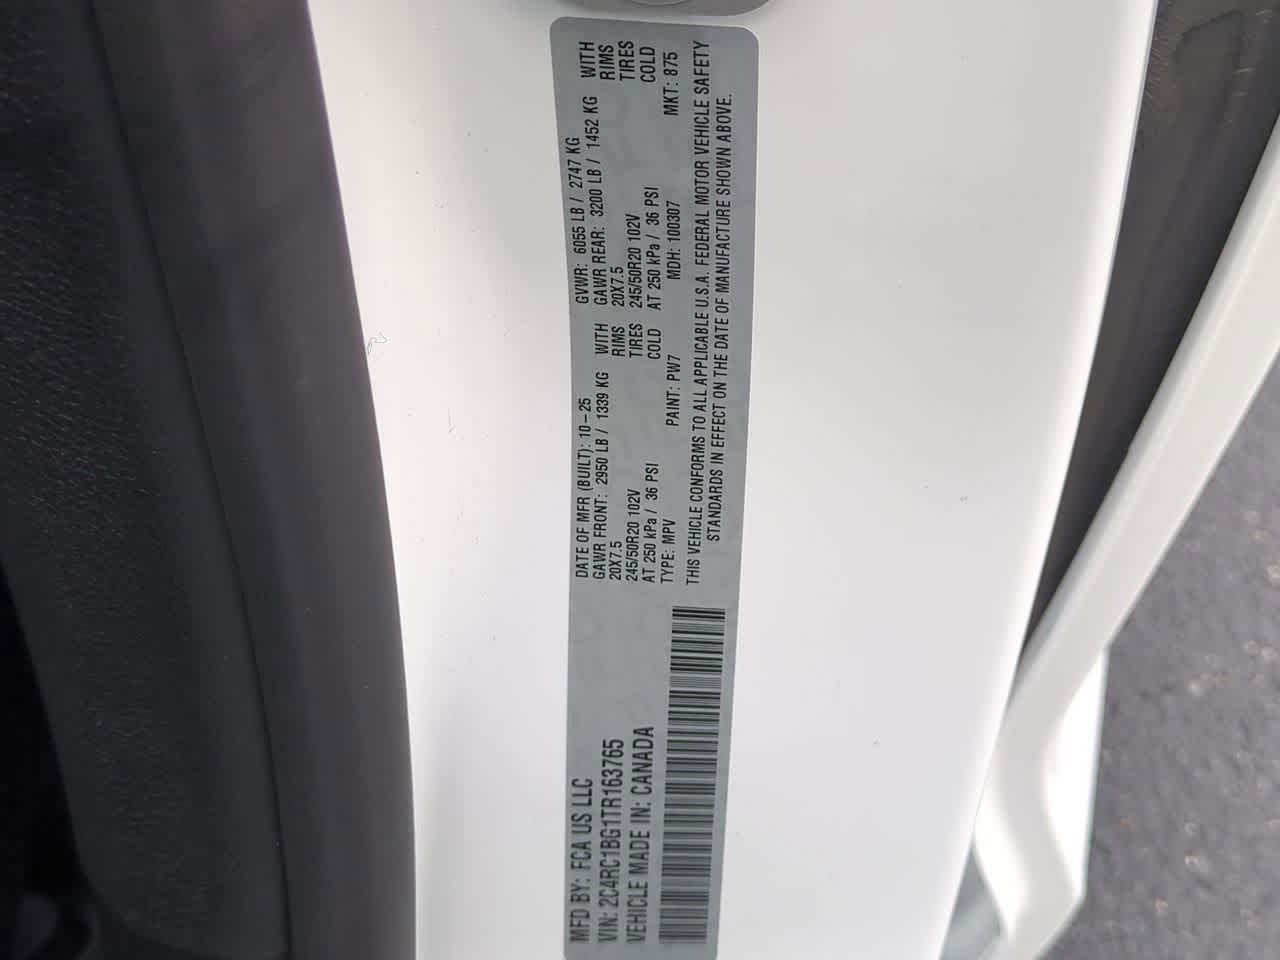 MFD BY: FCA US LLC
VIN: 2C4RC1BG1TR163765
VEHICLE MADE IN: CANADA
DATE OF MFR (BUILT): 10-25 GVWR: 6055 LB / 2747 KG
GAWR FRONT: 2950 LB / 1339 KG WITH GAWR REAR: 3200 LB / 1452 KG WITH
20X7.5 RIMS 20X7.5 RIMS
245/50R20 102V TIRES 245/50R20 102V TIRES
AT 250 kPa / 36 PSI COLD AT 250 kPa / 36 PSI COLD
TYPE: MPV PAINT: PW7 MDH: 100307 MKT: 875
THIS VEHICLE CONFORMS TO ALL APPLICABLE U.S.A. FEDERAL MOTOR VEHICLE SAFETY
STANDARDS IN EFFECT ON THE DATE OF MANUFACTURE SHOWN ABOVE.